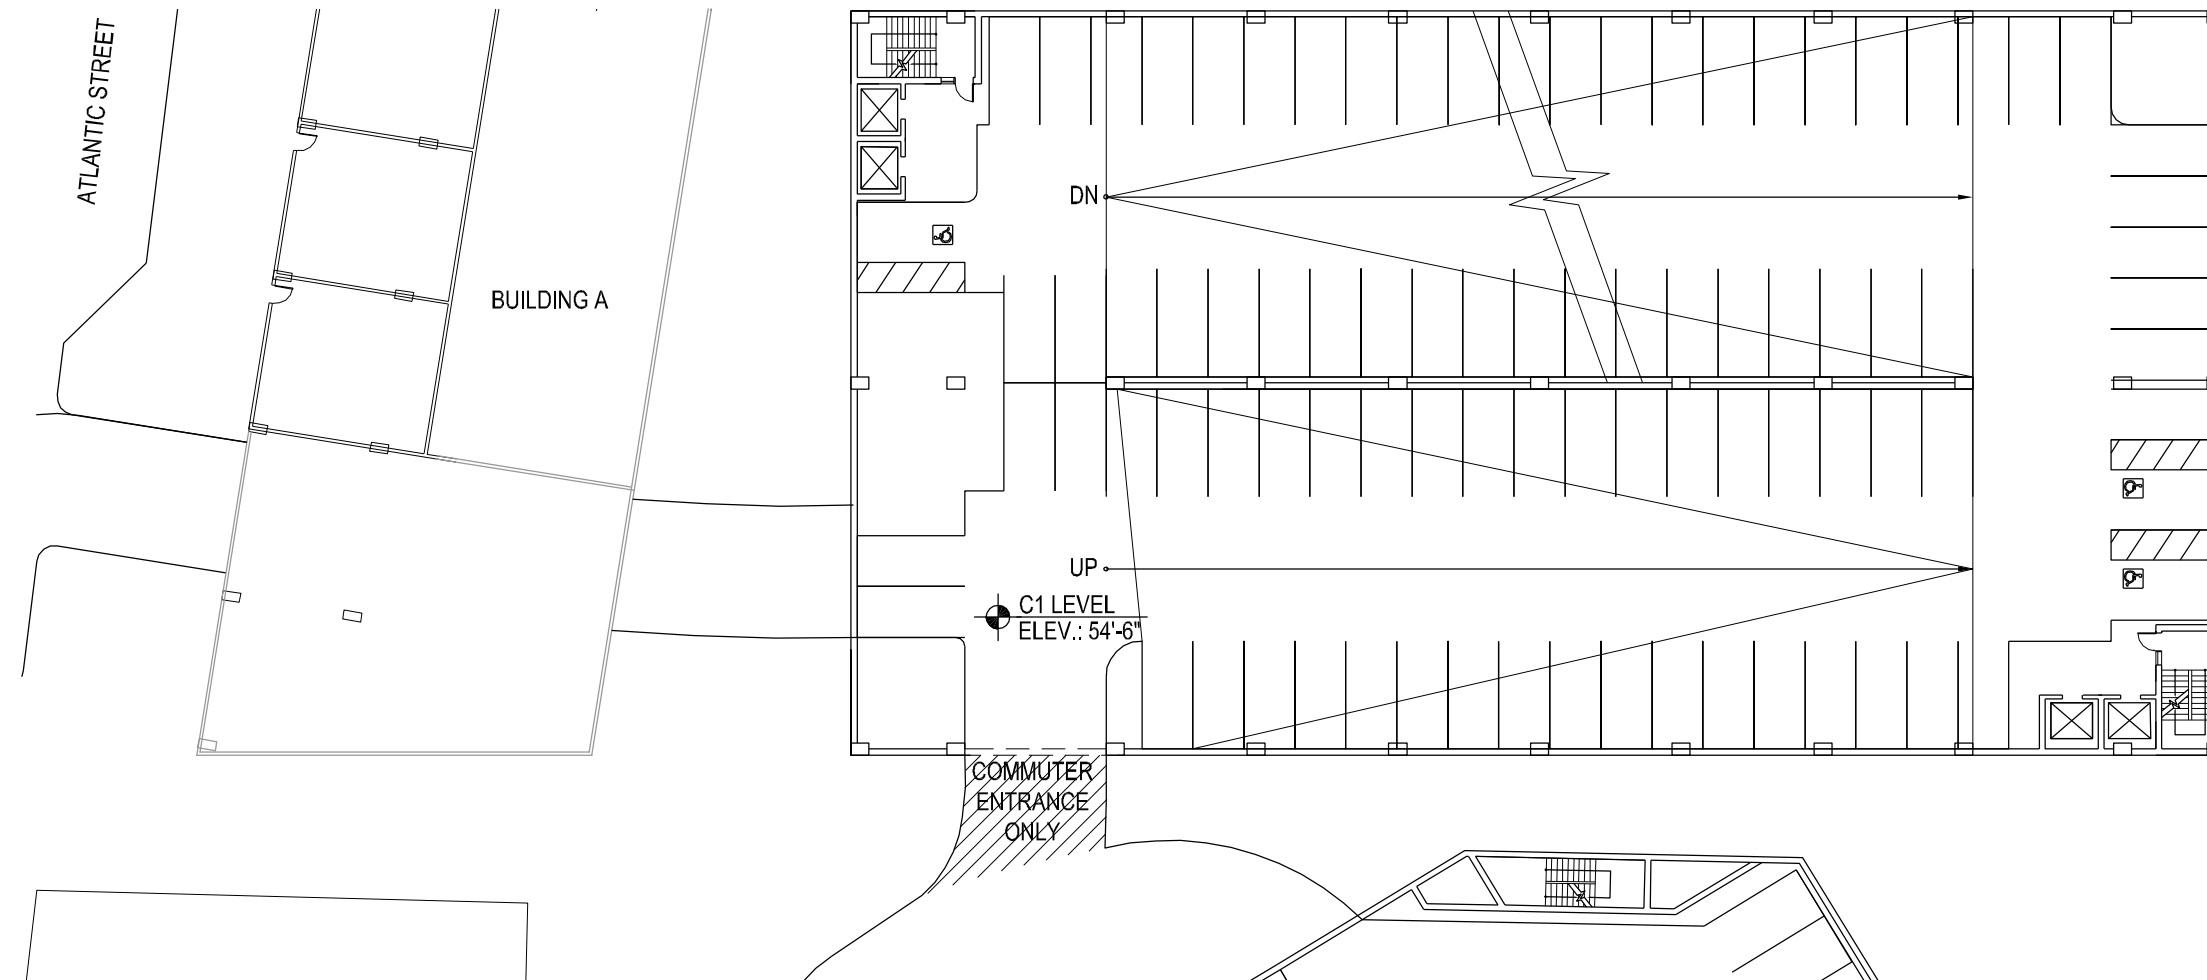 ATLANTIC STREET
BUILDING A
DN
UP
C1 LEVEL
ELEV.: 54'-6"
COMMUTER
ENTRANCE
ONLY